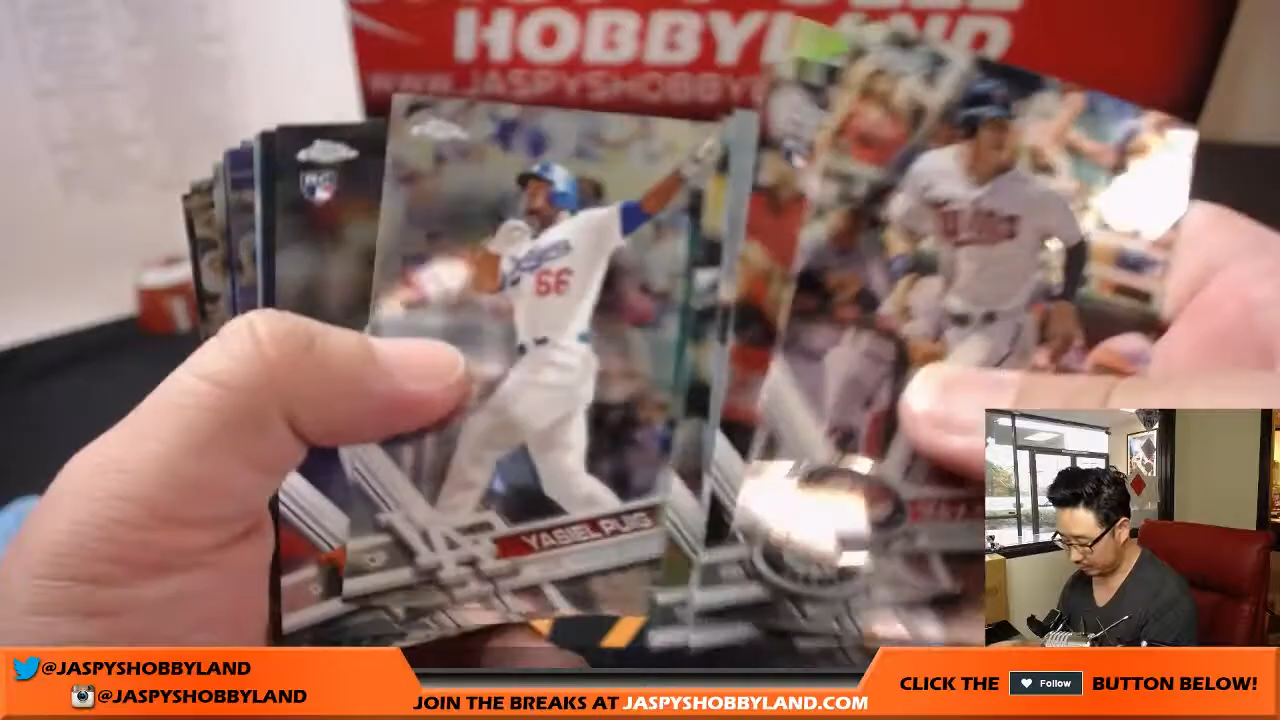 HOBBYLAND
WWW.JASPYSHOBBY
RC
66
YASIEL PUIG
@JASPYSHOBBYLAND
@JASPYSHOBBYLAND
JOIN THE BREAKS AT JASPYSHOBBYLAND.COM
CLICK THE Follow BUTTON BELOW!